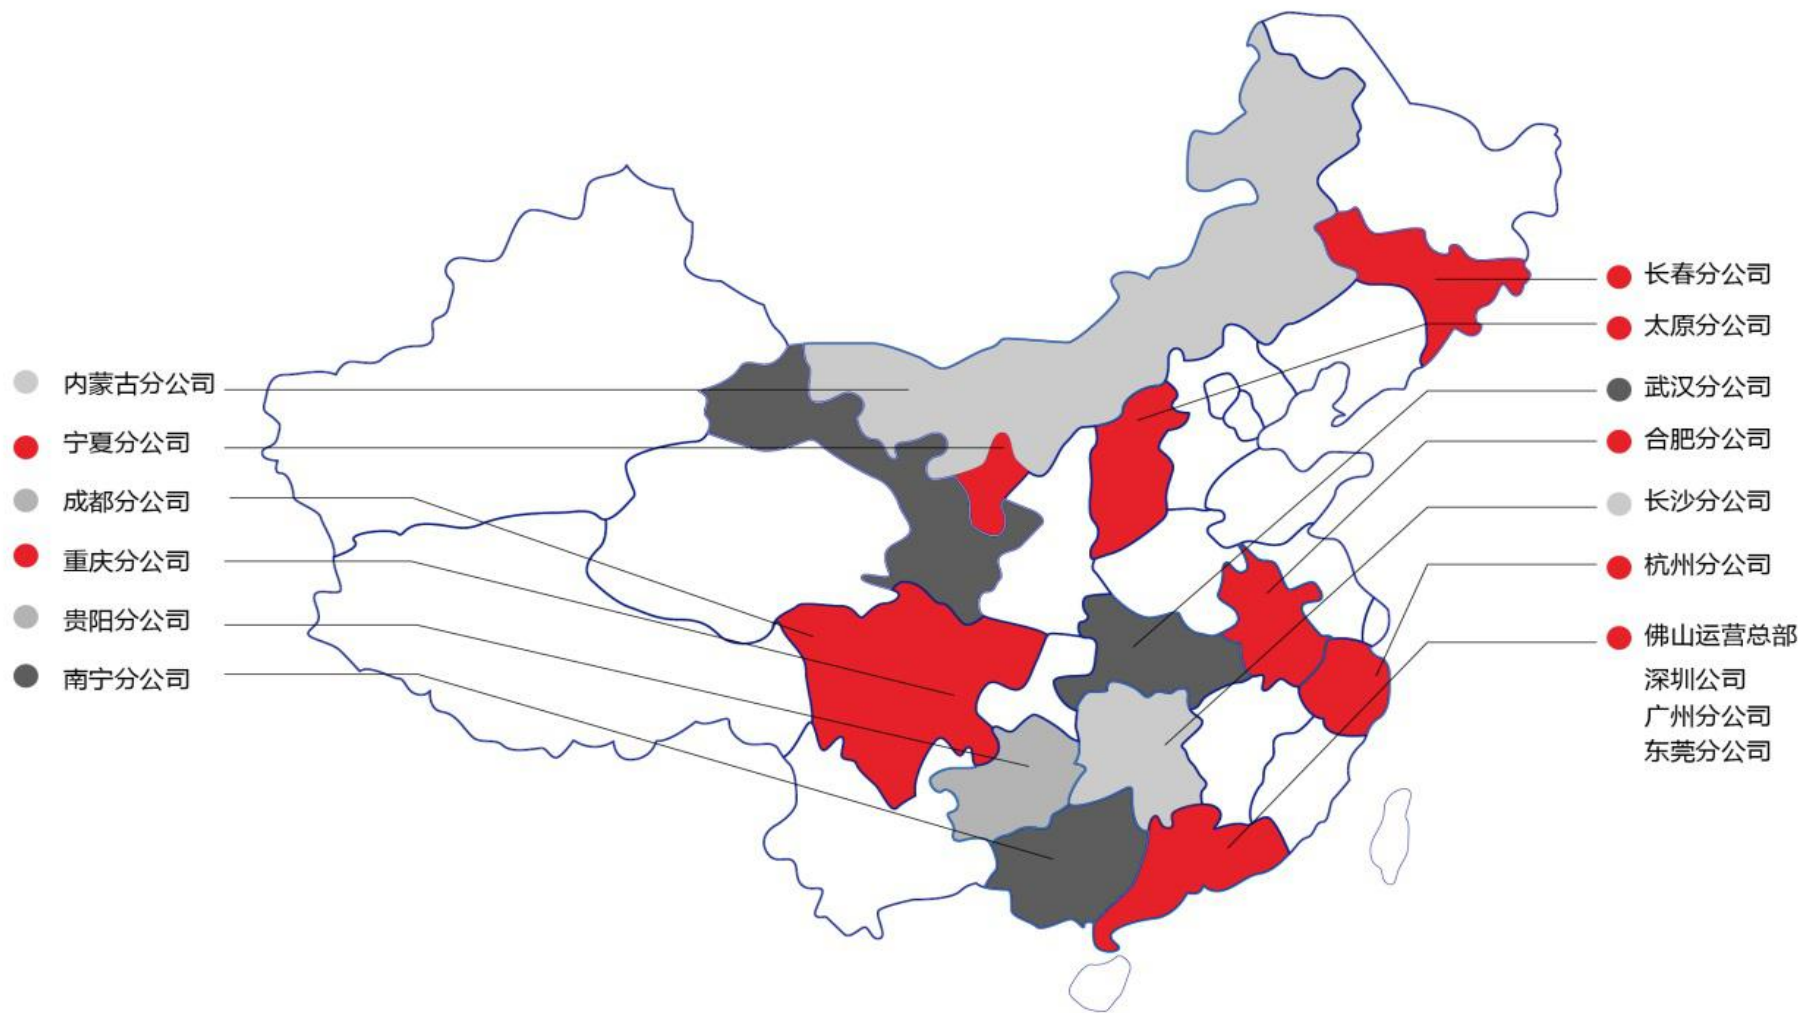 内蒙古分公司
宁夏分公司
成都分公司
重庆分公司
贵阳分公司
南宁分公司
长春分公司
太原分公司
武汉分公司
合肥分公司
长沙分公司
杭州分公司
佛山运营总部
深圳公司
广州分公司
东莞分公司